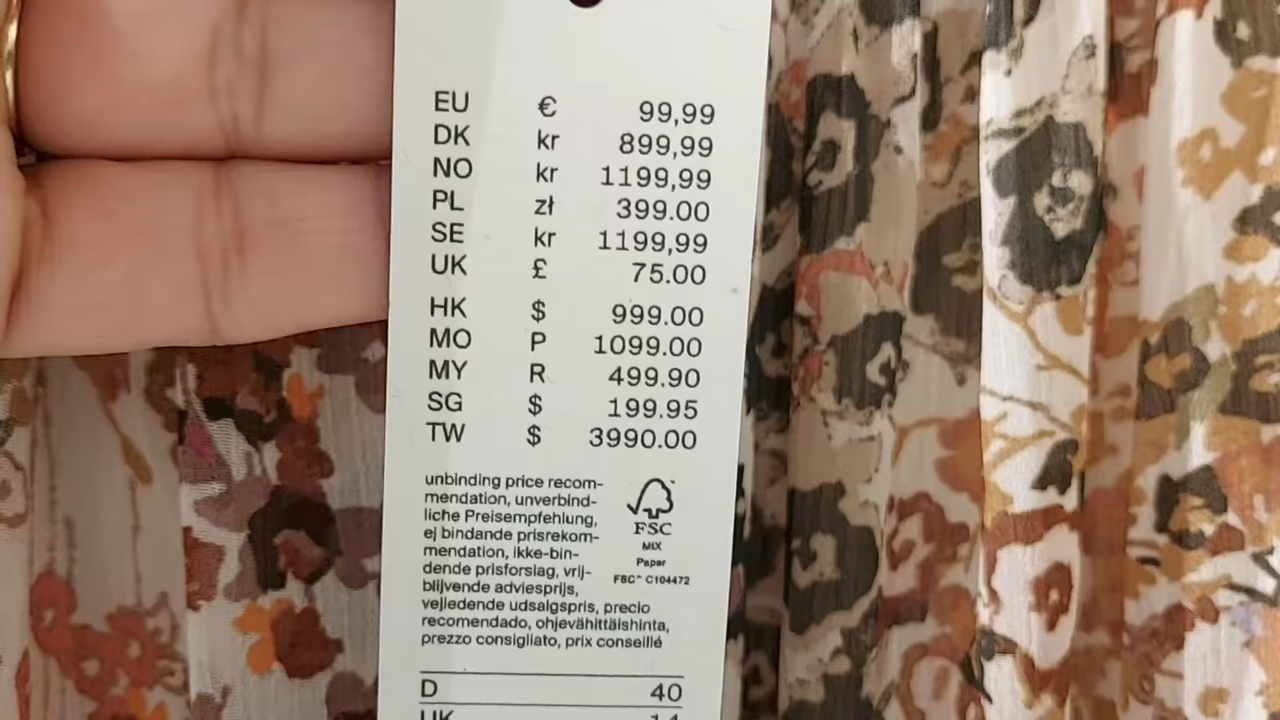 EU € 99,99
DK kr 899,99
NO kr 1199,99
PL zł 399.00
SE kr 1199,99
UK £ 75.00
HK $ 999.00
MO P 1099.00
MY R 499.90
SG $ 199.95
TW $ 3990.00
unbinding price recom-
mendation, unverbind-
liche Preisempfehlung,
ej bindande prisrekom-
mendation, ikke-bin-
dende prisforslag, vrij-
blijvende adviesprijs,
vejledende udsalgspris, precio
recomendado, ohjevähittäishinta,
prezzo consigliato, prix conseillé
FSC
MIX
Paper
FSC™ C104472
D 40
UK 14